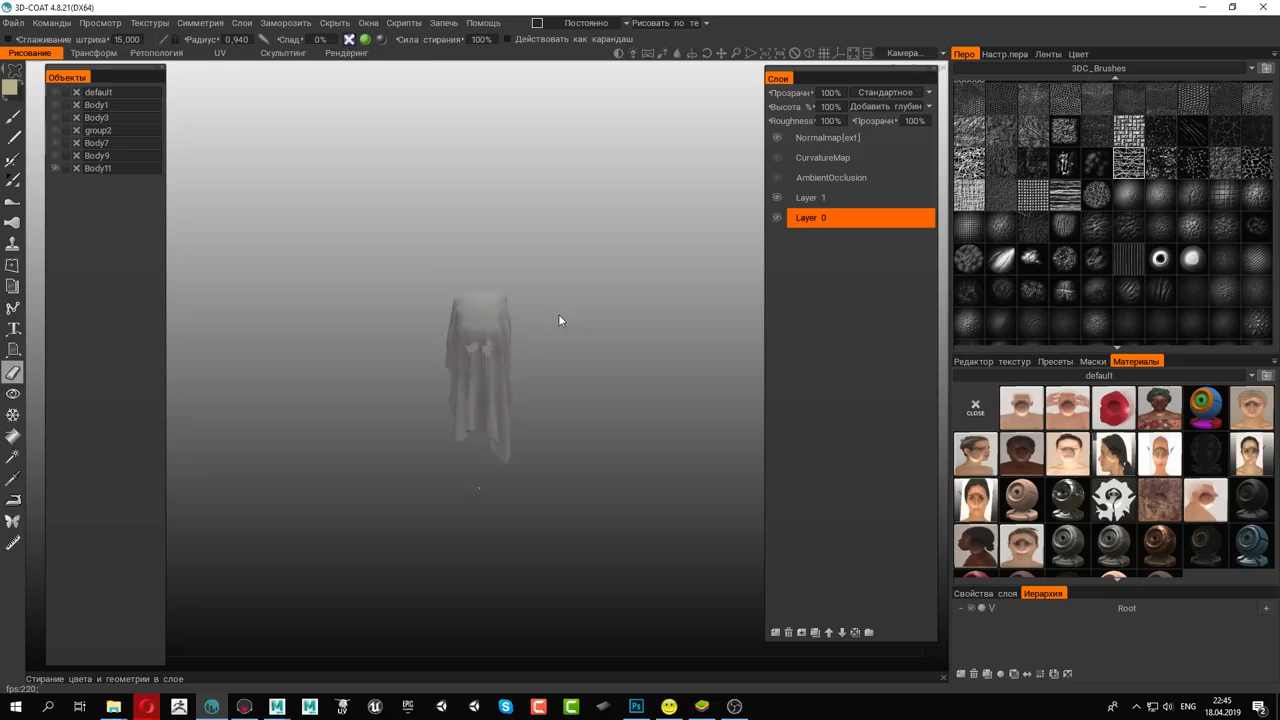 3D-COAT 4.8.21(DX64)
Файл Команды Просмотр Текстуры Симметрия Слои Заморозить Скрыть Окна Скрипты Запечь Помощь Постоянно Рисовать по те
Сглаживание штриха 15,000 Радиус 0,940 Спад 0% Сила стирания 100% Действовать как карандаш
Рисование Трансформ Ретопология UV Скульптинг Рендеринг Камера...
Объекты
default
Body1
Body3
group2
Body7
Body9
Body11
Слои
Прозрачн 100% Стандартное
Высота % 100% Добавить глубин
Roughness 100% Прозрачн 100%
Normalmap[ext]
CurvatureMap
AmbientOcclusion
Layer 1
Layer 0
Перо Настр.пера Ленты Цвет
3DC_Brushes
Редактор текстур Пресеты Маски Материалы
default
CLOSE
Свойства слоя Иерархия
V Root +
Стирание цвета и геометрии в слое
fps:220;
UV
EPIC
Ps
ENG
22:45
18.04.2019